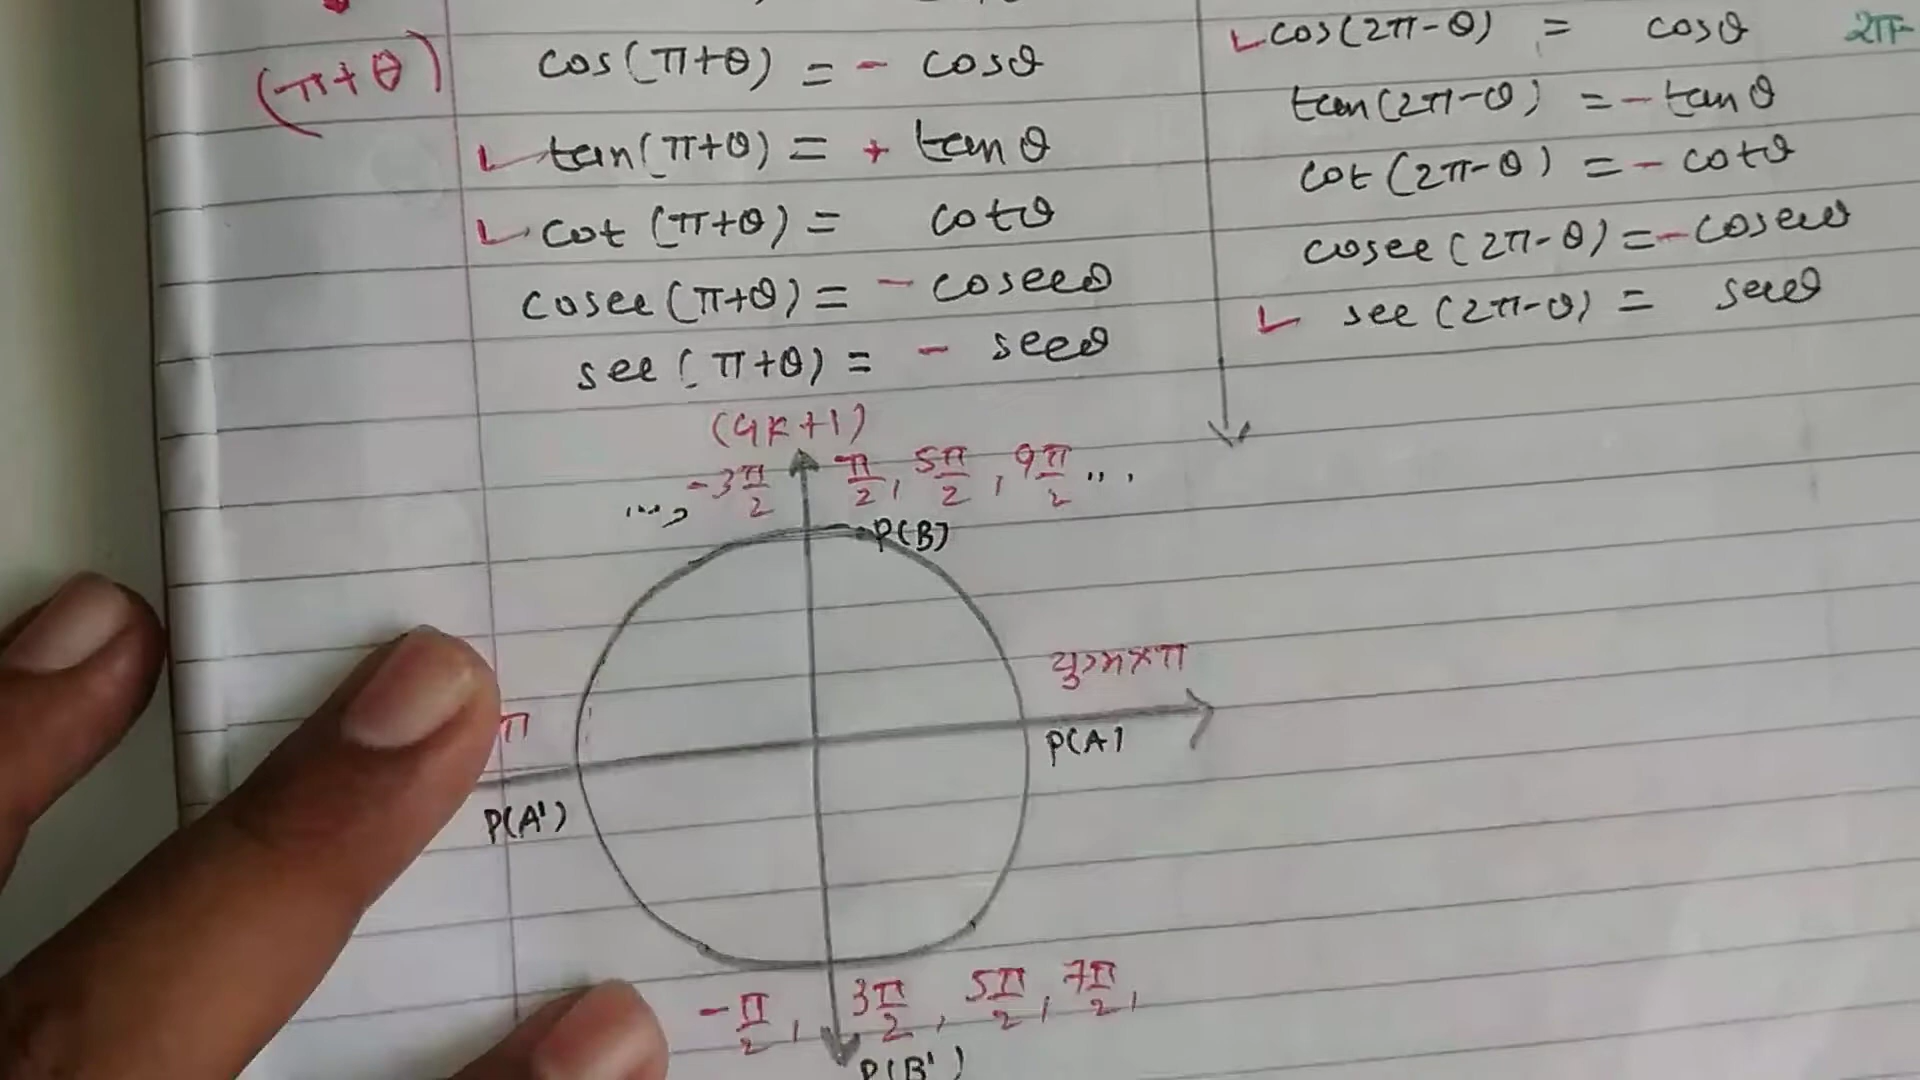 (π+θ)
cos(π+θ) = - cosθ
tan(π+θ) = + tanθ
cot (π+θ) = cotθ
cosec (π+θ) = - cosecθ
sec (π+θ) = - secθ
cos(2π-θ) = cosθ
tan(2π-θ) = - tanθ
cot (2π-θ) = - cotθ
cosec (2π-θ) = - cosecθ
sec (2π-θ) = secθ
2π-
(4k+1)
... -3π/2 π/2, 5π/2, 9π/2 ...
P(B)
π
P(A)
P(A')
-π/2, 3π/2, 5π/2, 7π/2,
P(B')